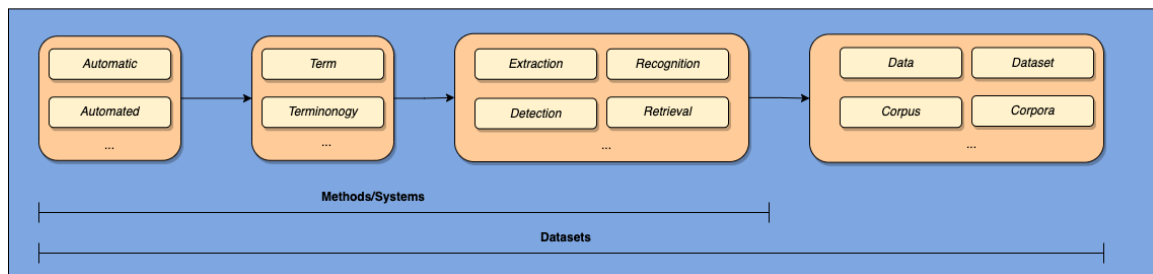 Automatic
Automated
...
Term
Terminonogy
...
Extraction
Recognition
Detection
Retrieval
...
Data
Dataset
Corpus
Corpora
...
Methods/Systems
Datasets